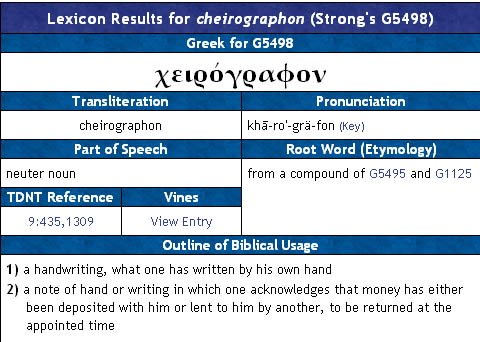 Lexicon Results for cheirographon (Strong's G5498)
Greek for G5498
χειρόγραφον
Transliteration Pronunciation
cheirographon khā-ro'-grä-fon (Key)
Part of Speech Root Word (Etymology)
neuter noun from a compound of G5495 and G1125
TDNT Reference Vines
9:435,1309 View Entry
Outline of Biblical Usage
1) a handwriting, what one has written by his own hand
2) a note of hand or writing in which one acknowledges that money has either
been deposited with him or lent to him by another, to be returned at the
appointed time